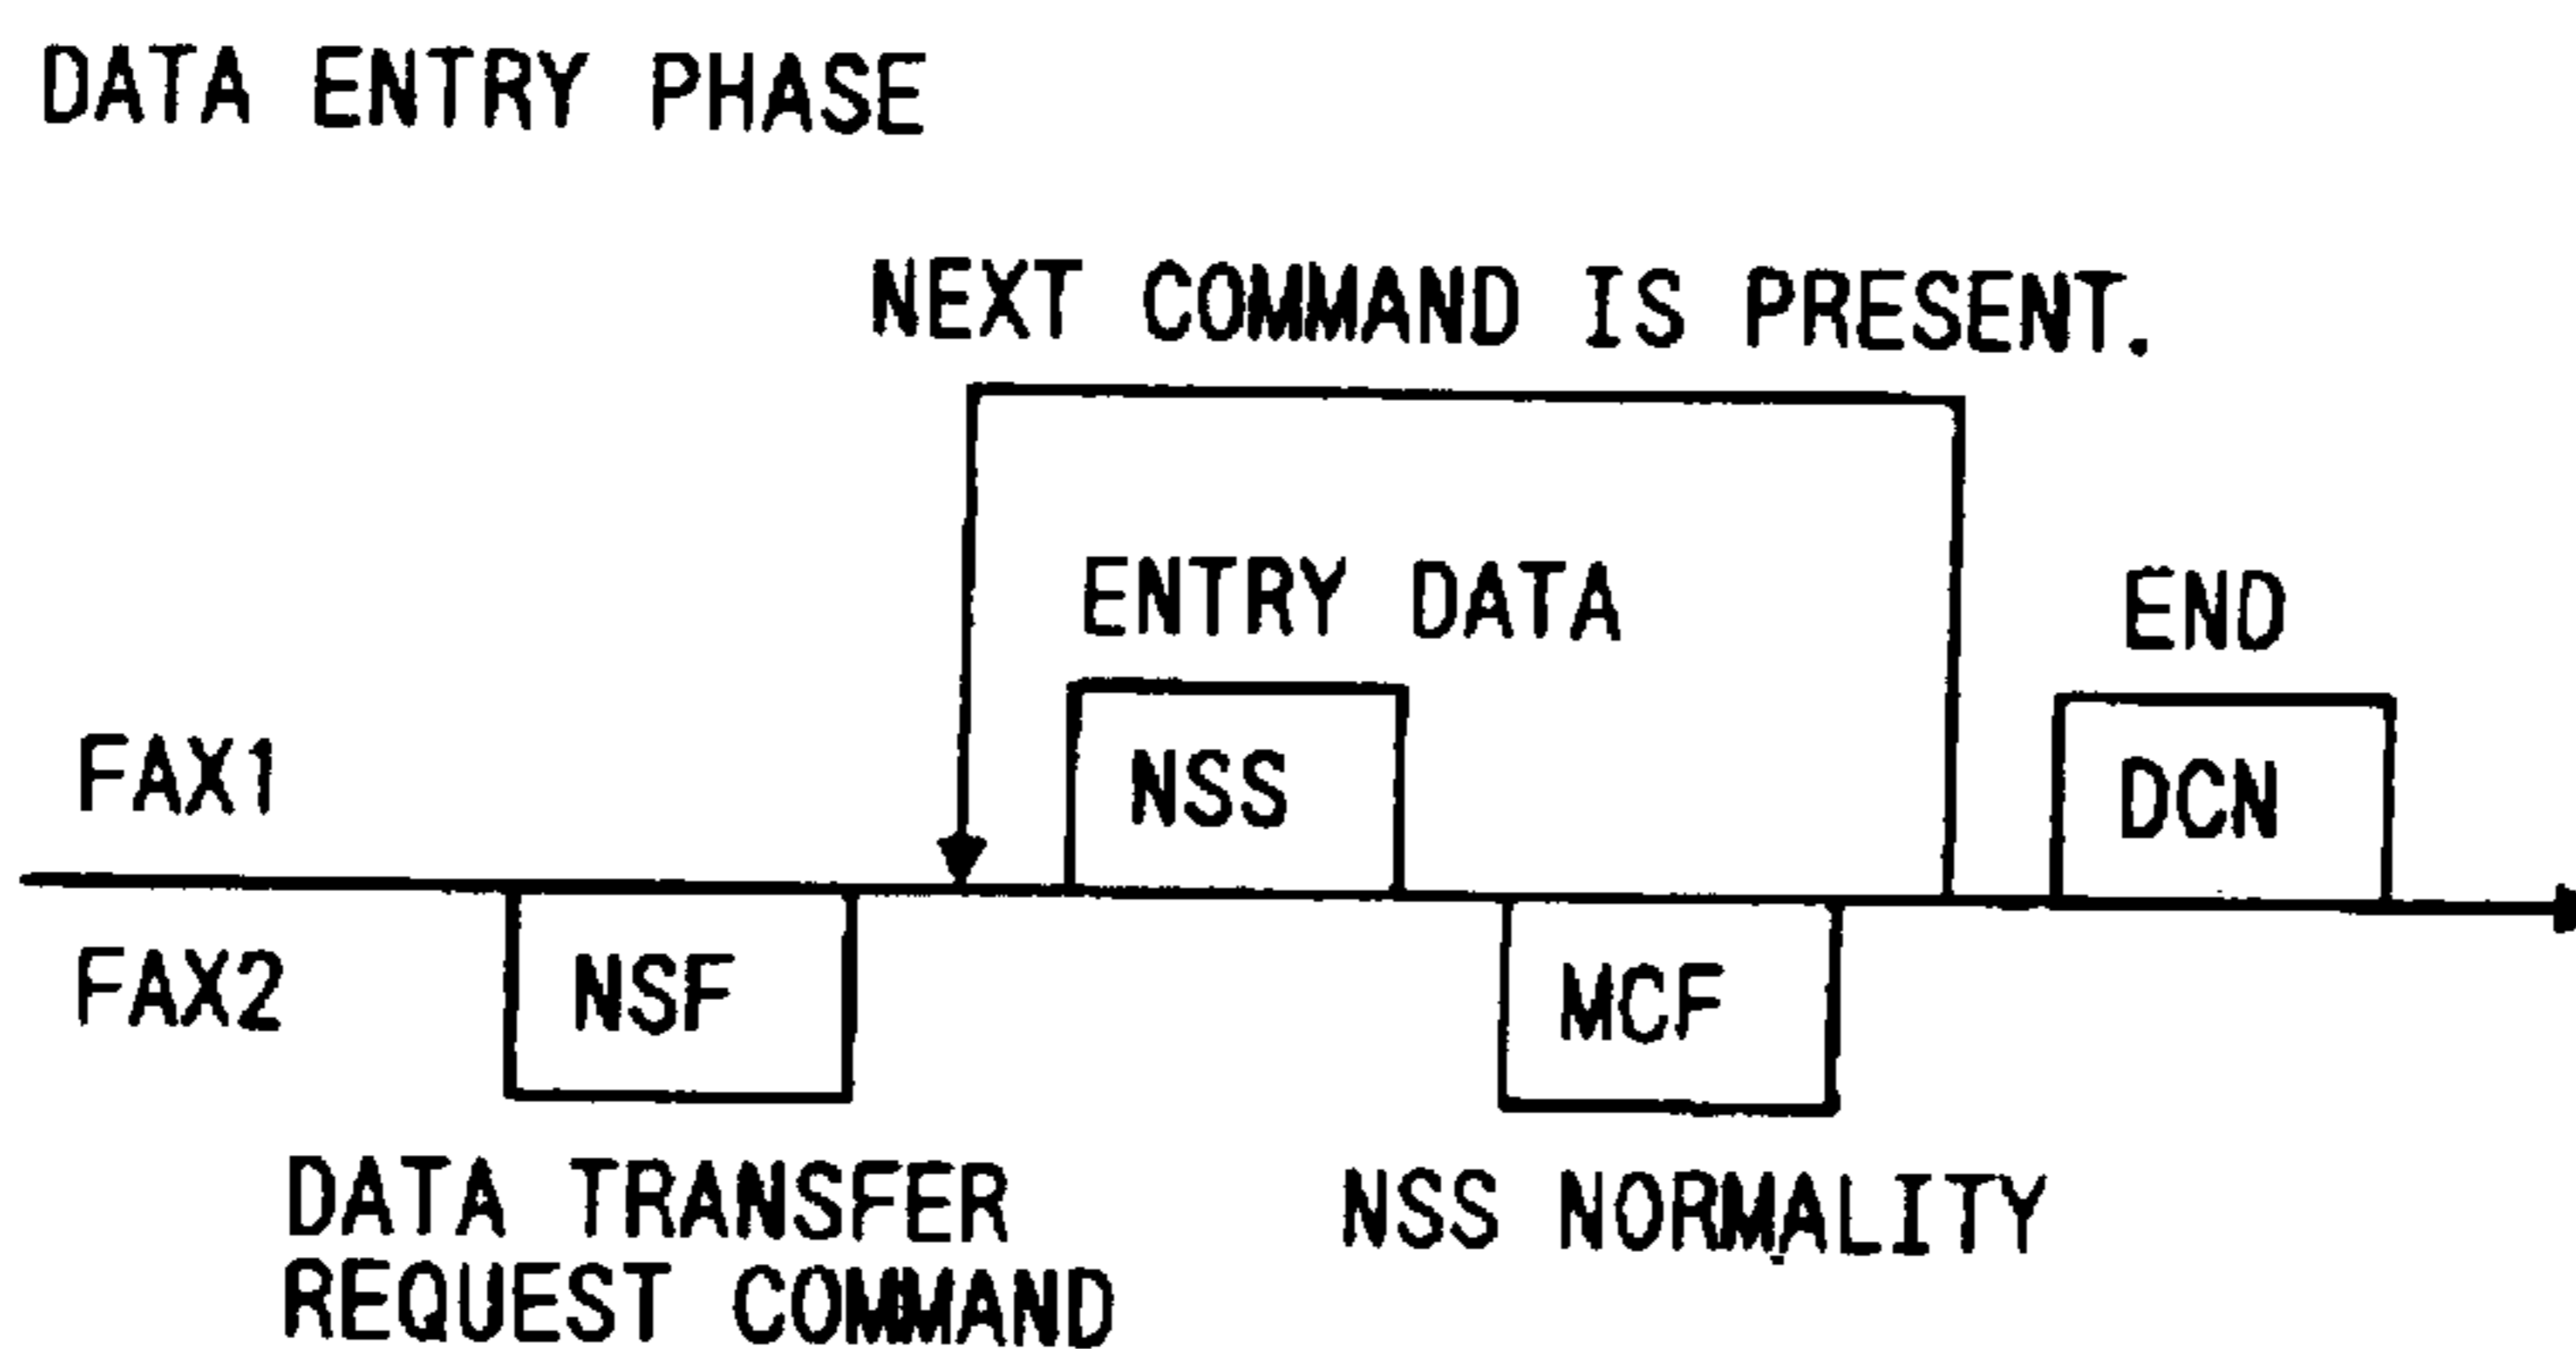 DATA ENTRY PHASE
NEXT COMMAND IS PRESENT.
ENTRY DATA
END
FAX1
NSS
DCN
FAX2
NSF
MCF
DATA TRANSFER
REQUEST COMMAND
NSS NORMALITY